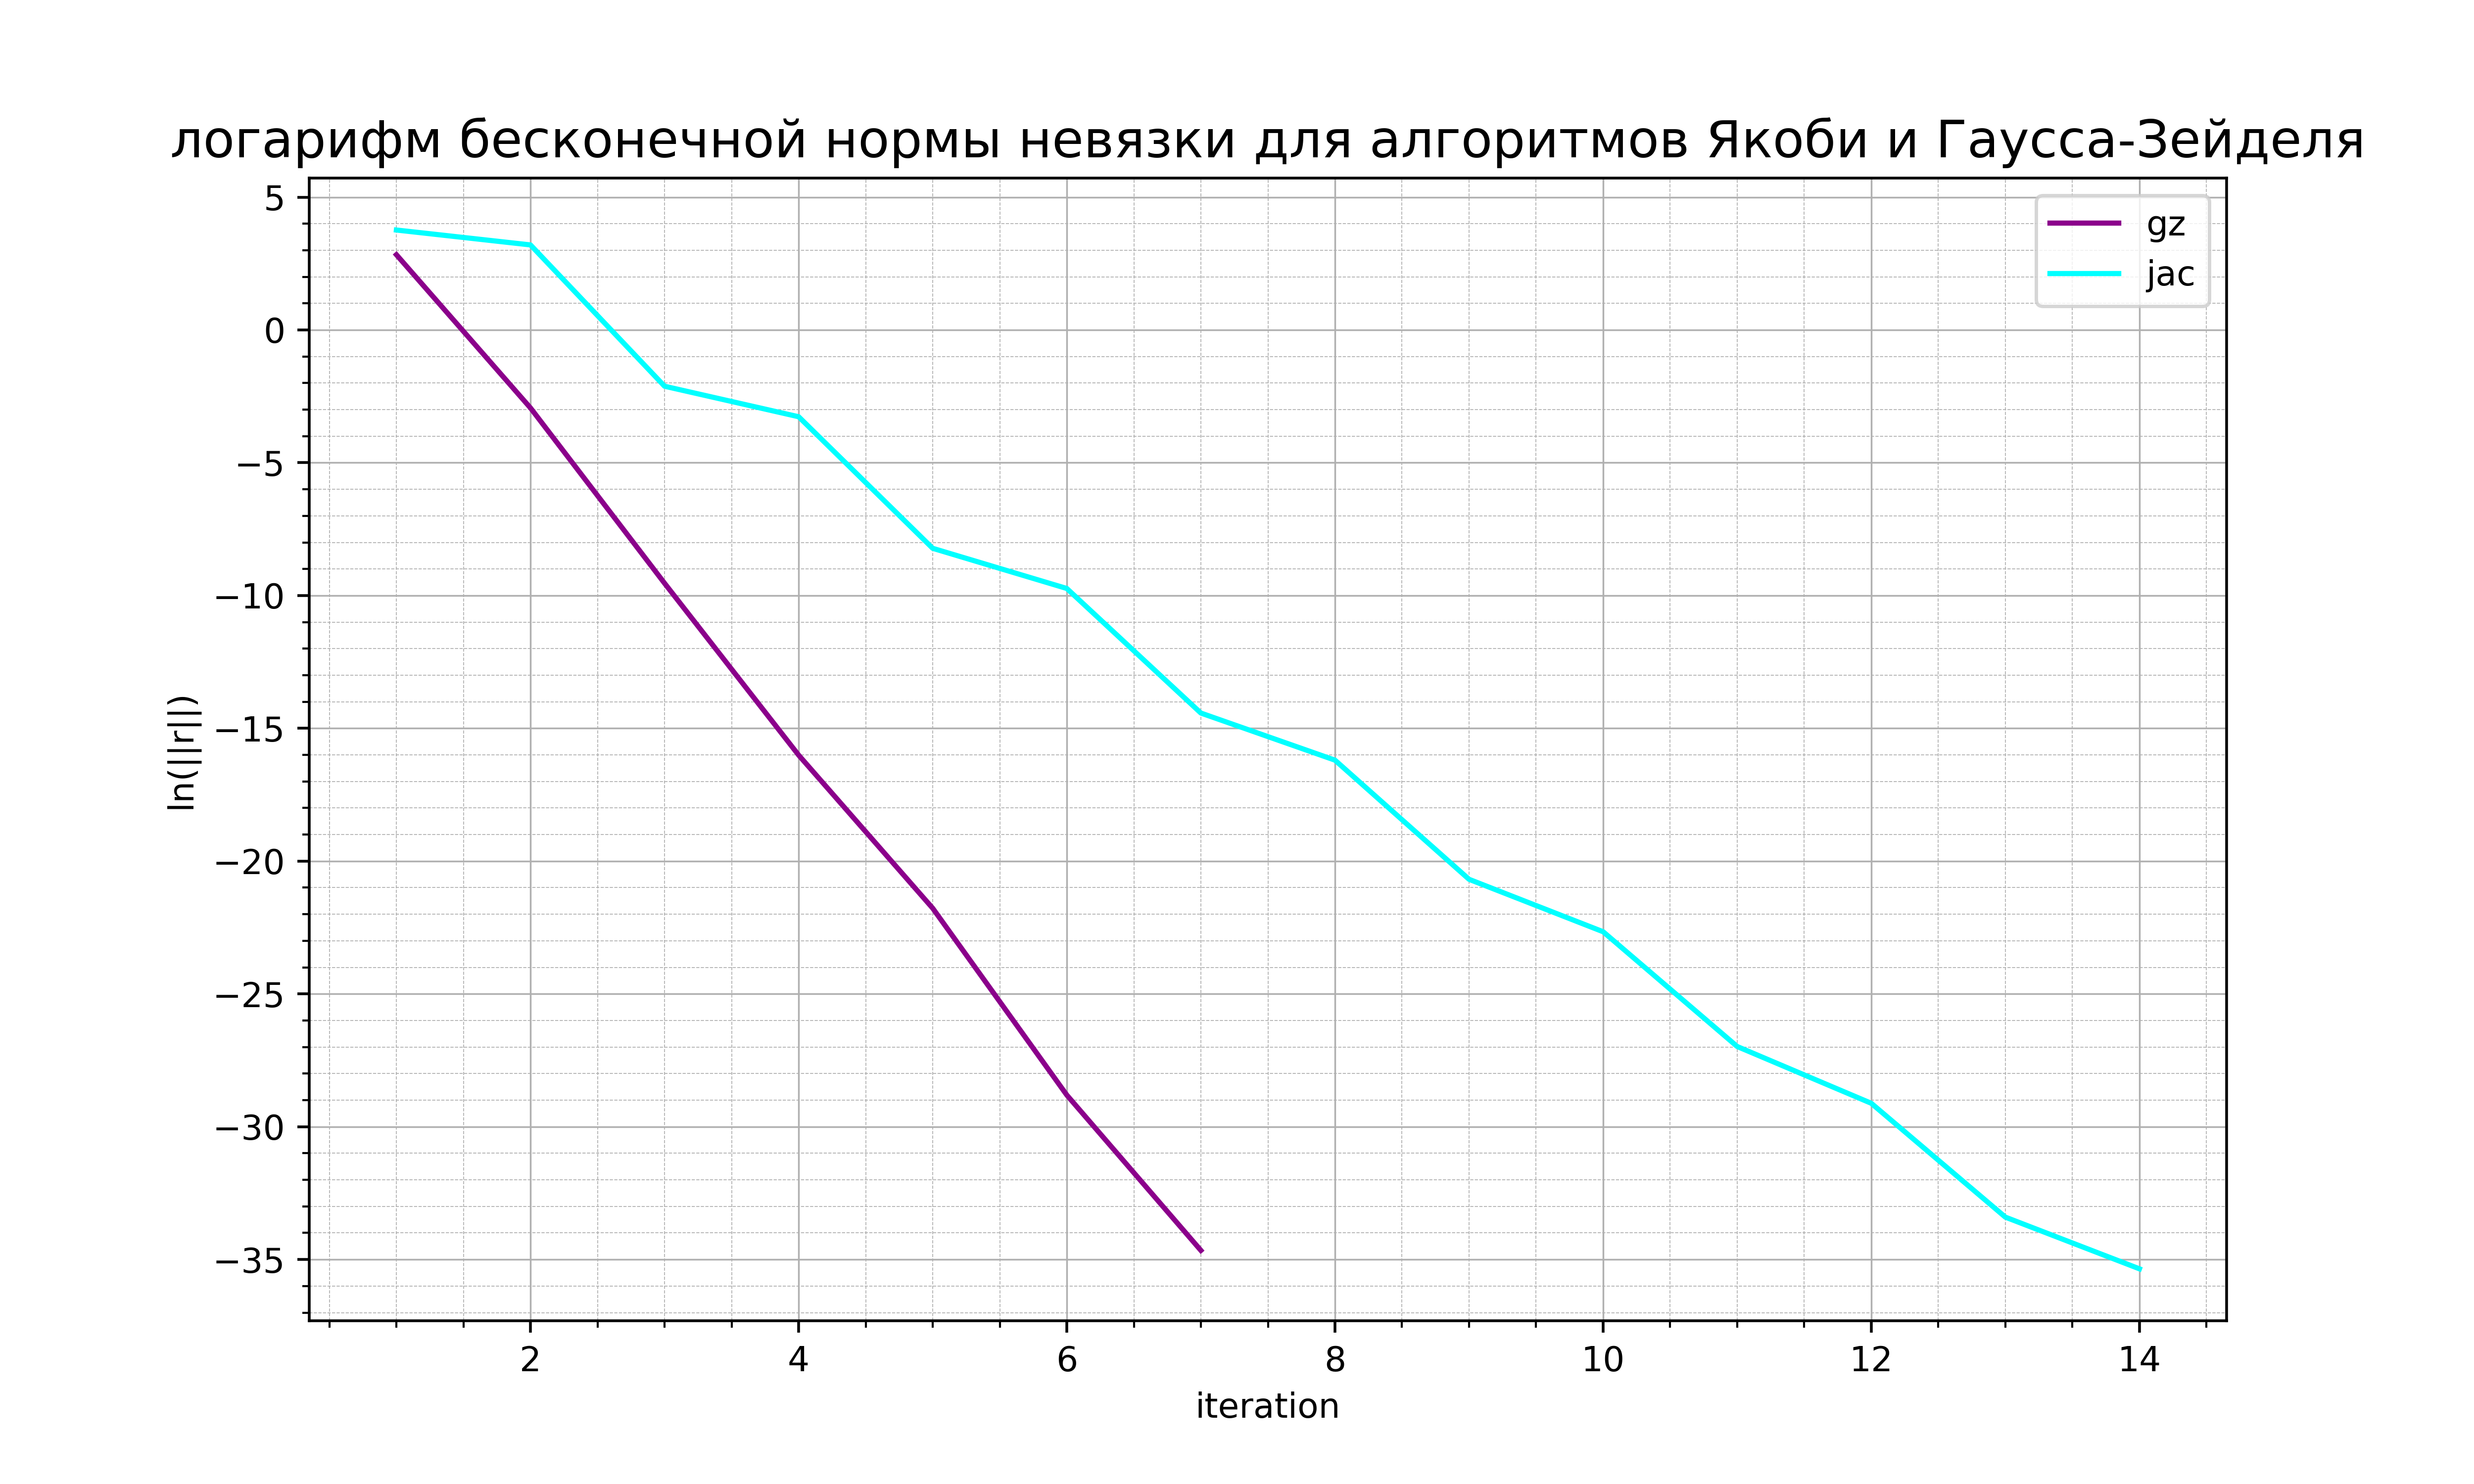 логарифм бесконечной нормы невязки для алгоритмов Якоби и Гаусса-Зейделя
gz
jac
5
0
−5
−10
−15
−20
−25
−30
−35
ln(||r||)
2 4 6 8 10 12 14
iteration